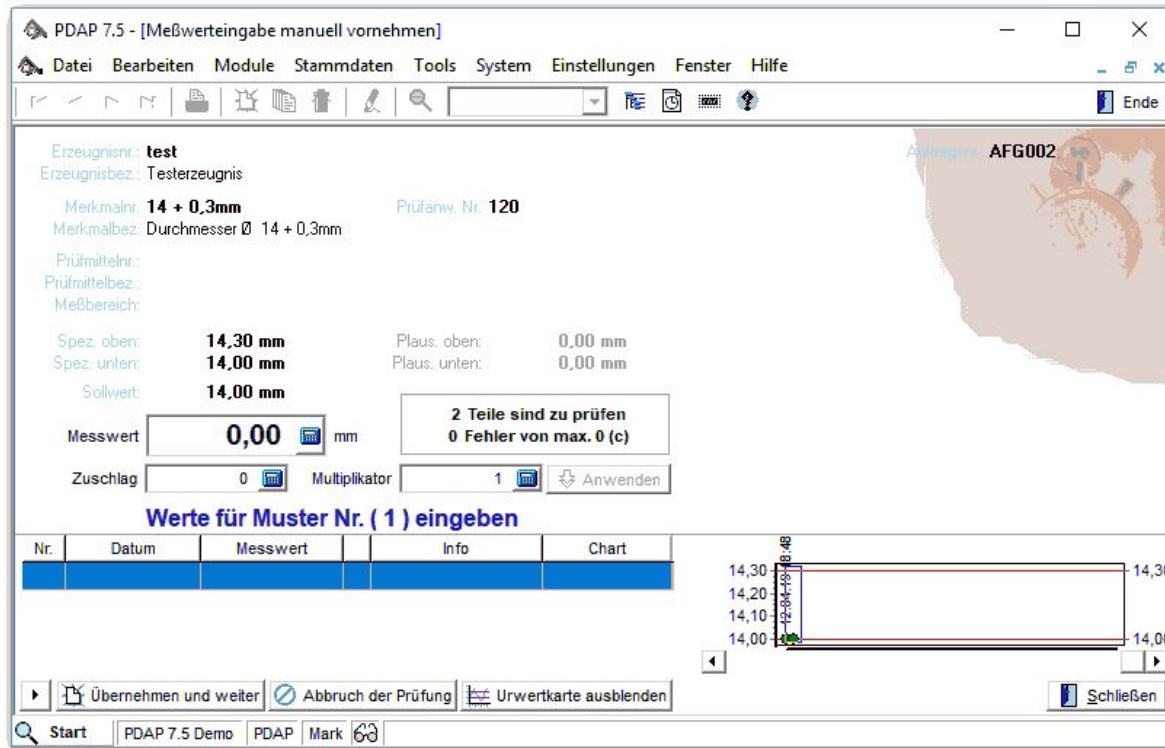 PDAP 7.5 - [Meßwerteingabe manuell vornehmen]
Datei Bearbeiten Module Stammdaten Tools System Einstellungen Fenster Hilfe
Ende
Erzeugnisnr.: test Auftragsnr. AFG002
Erzeugnisbez.: Testerzeugnis
Merkmalnr. 14 + 0,3mm Prüfanw. Nr. 120
Merkmalbez. Durchmesser Ø 14 + 0,3mm
Prüfmittelnr.:
Prüfmittelbez.:
Meßbereich:
Spez. oben: 14,30 mm Plaus. oben: 0,00 mm
Spez. unten: 14,00 mm Plaus. unten: 0,00 mm
Sollwert: 14,00 mm
2 Teile sind zu prüfen
Messwert 0,00 mm 0 Fehler von max. 0 (c)
Zuschlag 0 Multiplikator 1 Anwenden
Werte für Muster Nr. ( 1 ) eingeben
Nr. Datum Messwert Info Chart
14,30 14,30
14,20
14,10
14,00 14,00
Übernehmen und weiter Abbruch der Prüfung Urwertkarte ausblenden Schließen
Start PDAP 7.5 Demo PDAP Mark